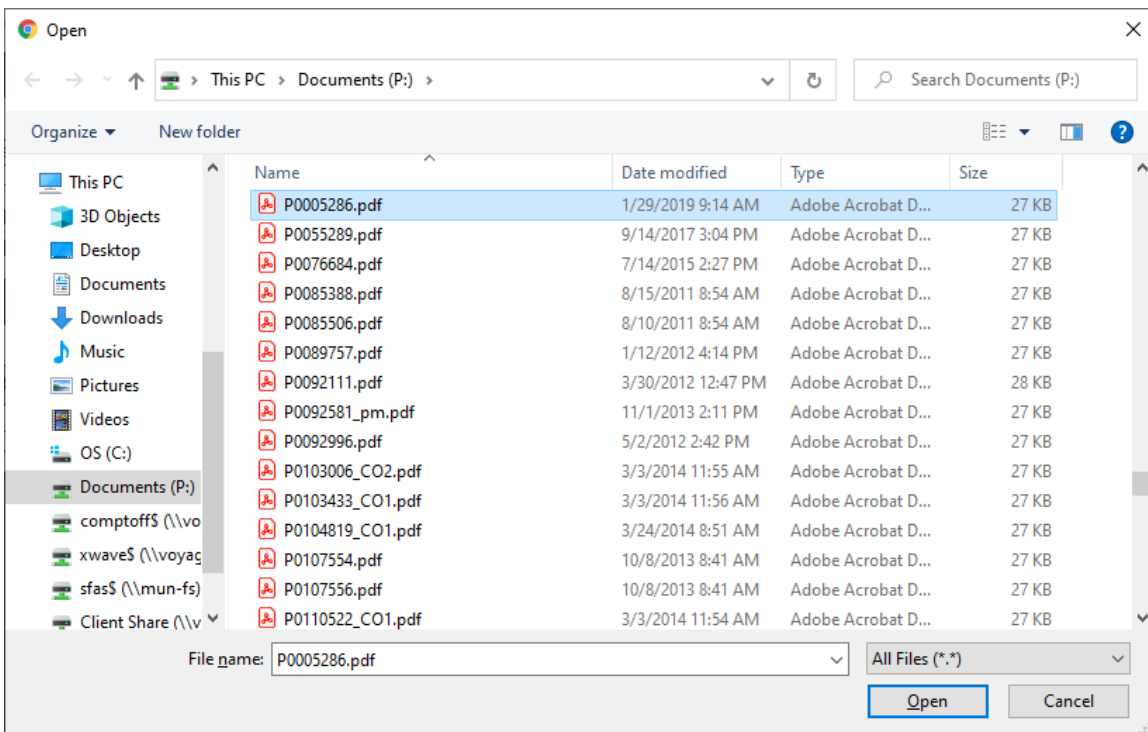 Open
This PC > Documents (P:) >
Search Documents (P:)
Organize New folder
Name Date modified Type Size
This PC
3D Objects
Desktop
Documents
Downloads
Music
Pictures
Videos
OS (C:)
Documents (P:)
comptoff$ (\\vo
xwave$ (\\voyag
sfas$ (\\mun-fs)
Client Share (\\v
P0005286.pdf 1/29/2019 9:14 AM Adobe Acrobat D... 27 KB
P0055289.pdf 9/14/2017 3:04 PM Adobe Acrobat D... 27 KB
P0076684.pdf 7/14/2015 2:27 PM Adobe Acrobat D... 27 KB
P0085388.pdf 8/15/2011 8:54 AM Adobe Acrobat D... 27 KB
P0085506.pdf 8/10/2011 8:54 AM Adobe Acrobat D... 27 KB
P0089757.pdf 1/12/2012 4:14 PM Adobe Acrobat D... 27 KB
P0092111.pdf 3/30/2012 12:47 PM Adobe Acrobat D... 28 KB
P0092581_pm.pdf 11/1/2013 2:11 PM Adobe Acrobat D... 27 KB
P0092996.pdf 5/2/2012 2:42 PM Adobe Acrobat D... 27 KB
P0103006_CO2.pdf 3/3/2014 11:55 AM Adobe Acrobat D... 27 KB
P0103433_CO1.pdf 3/3/2014 11:56 AM Adobe Acrobat D... 27 KB
P0104819_CO1.pdf 3/24/2014 8:51 AM Adobe Acrobat D... 27 KB
P0107554.pdf 10/8/2013 8:41 AM Adobe Acrobat D... 27 KB
P0107556.pdf 10/8/2013 8:41 AM Adobe Acrobat D... 27 KB
P0110522_CO1.pdf 3/3/2014 11:54 AM Adobe Acrobat D... 27 KB
File name: P0005286.pdf All Files (*.*)
Open Cancel